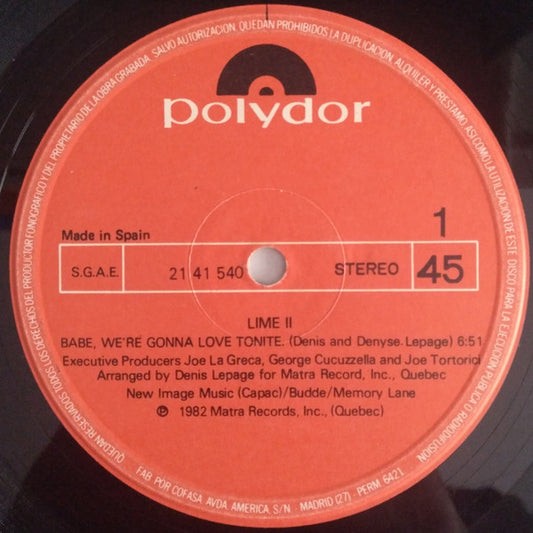 QUEDAN RESERVADOS TODOS LOS DERECHOS DEL PRODUCTOR FONOGRAFICO Y DEL PROPIETARIO DE LA OBRA GRABADA. SALVO AUTORIZACION, QUEDAN PROHIBIDOS LA DUPLICACION, ALQUILER Y PRESTAMO, ASI COMO LA UTILIZACION DE ESTE DISCO PARA LA EJECUCION PUBLICA O RADIODIFUSION
polydor
Made in Spain
1
S.G.A.E. 21 41 540 STEREO 45
LIME II
BABE, WE'RE GONNA LOVE TONITE. (Denis and Denyse Lepage) 6:51
Executive Producers Joe La Greca, George Cucuzzella and Joe Tortorici
Arranged by Denis Lepage for Matra Record, Inc., Quebec
New Image Music (Capac)/Budde/Memory Lane
℗ 1982 Matra Records, Inc., (Quebec)
FAB. POR COFASA. AVDA. AMERICA, S/N - MADRID (27) - PERM. 6421